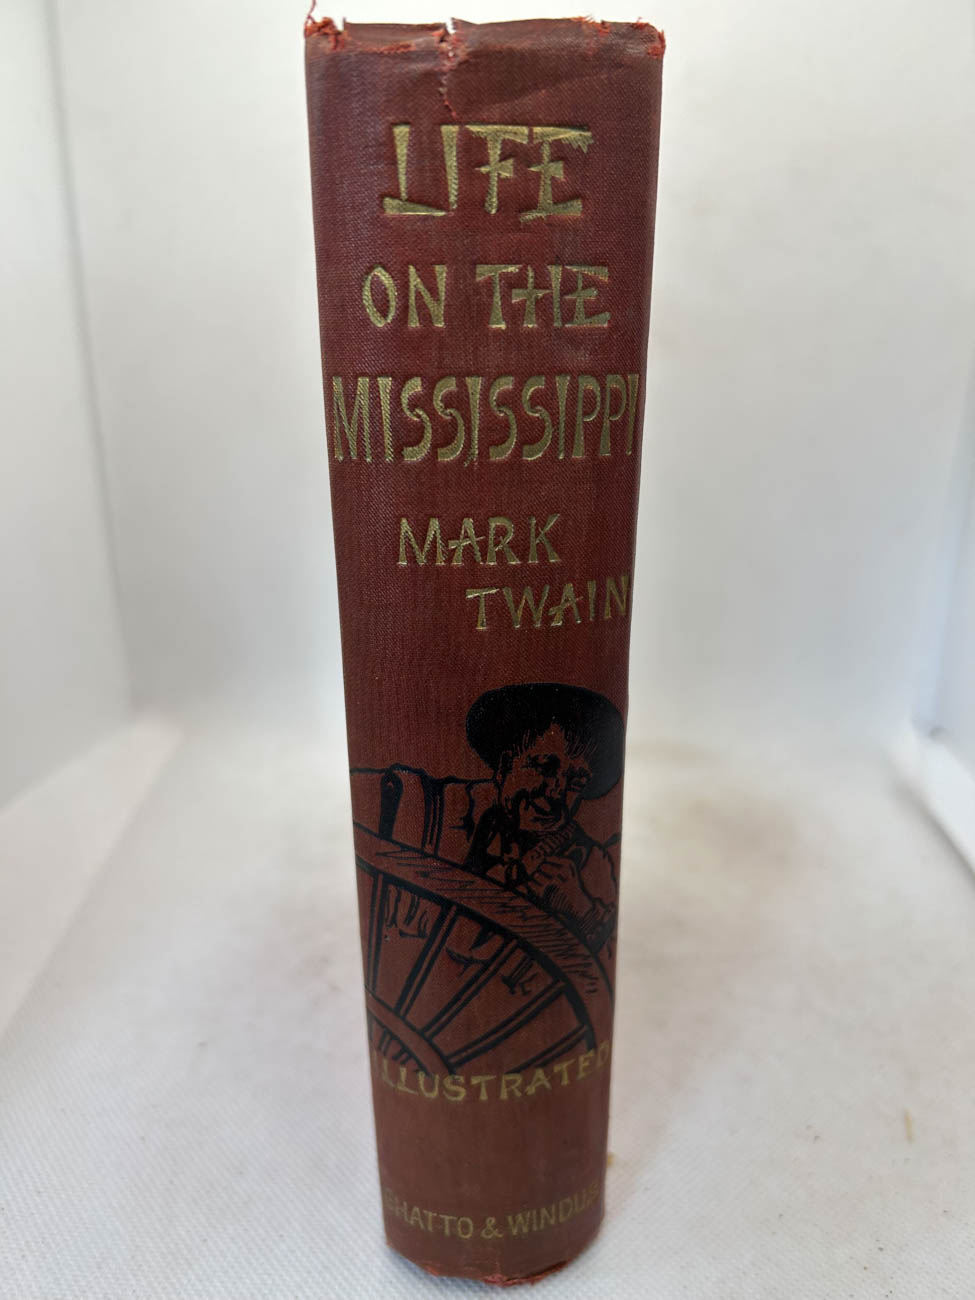 LIFE
ON THE
MISSISSIPPI
MARK
TWAIN
ILLUSTRATED
CHATTO & WINDUS